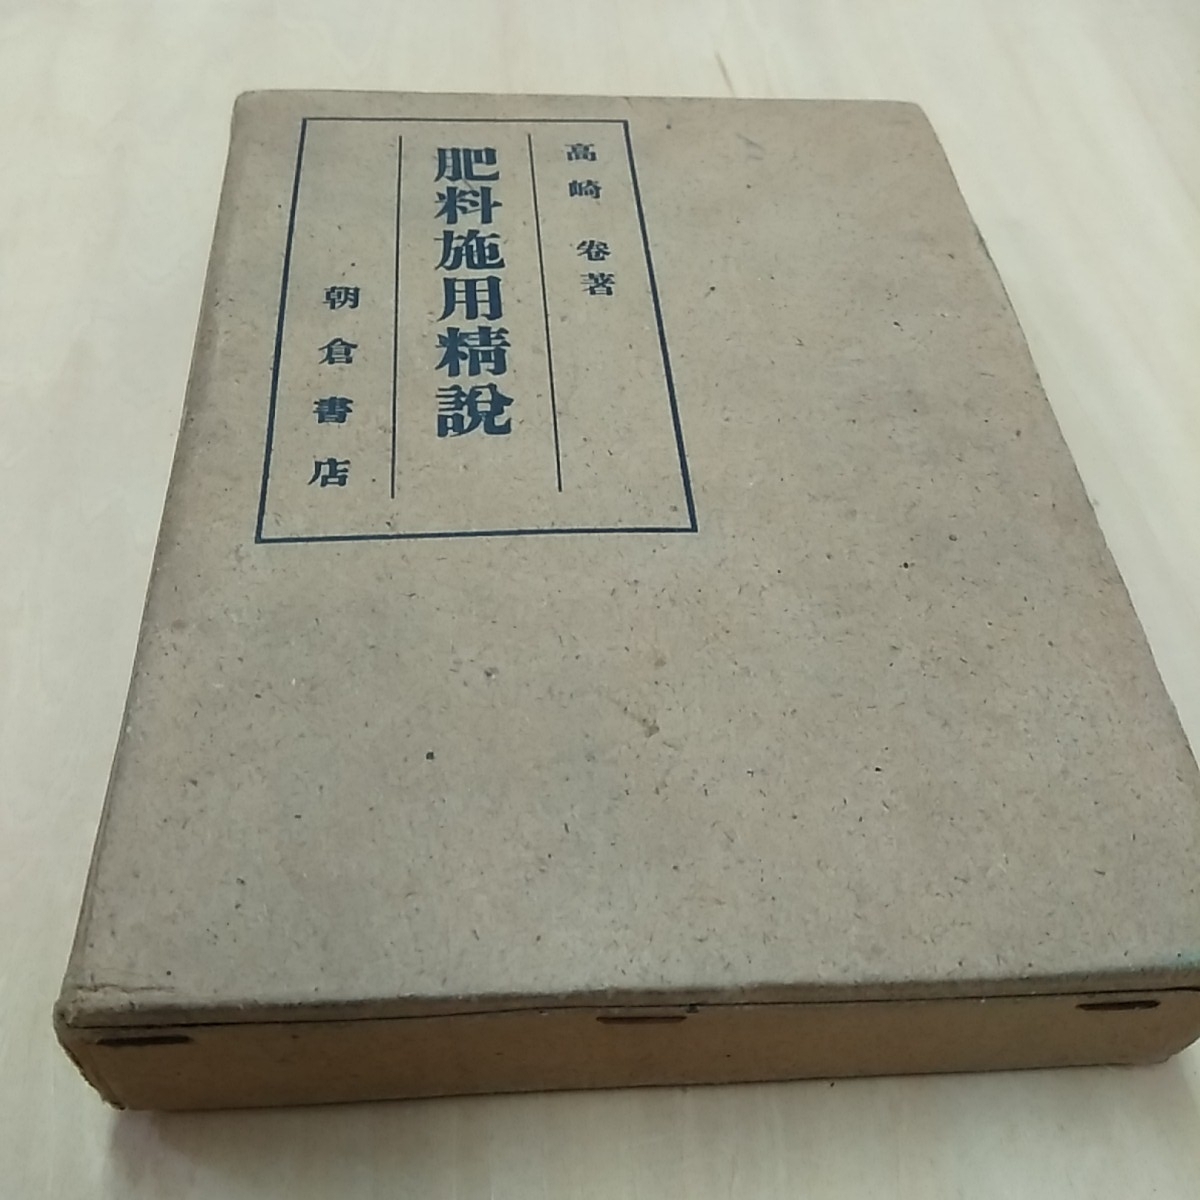 高崎 卷著
肥料施用精說
朝倉書店